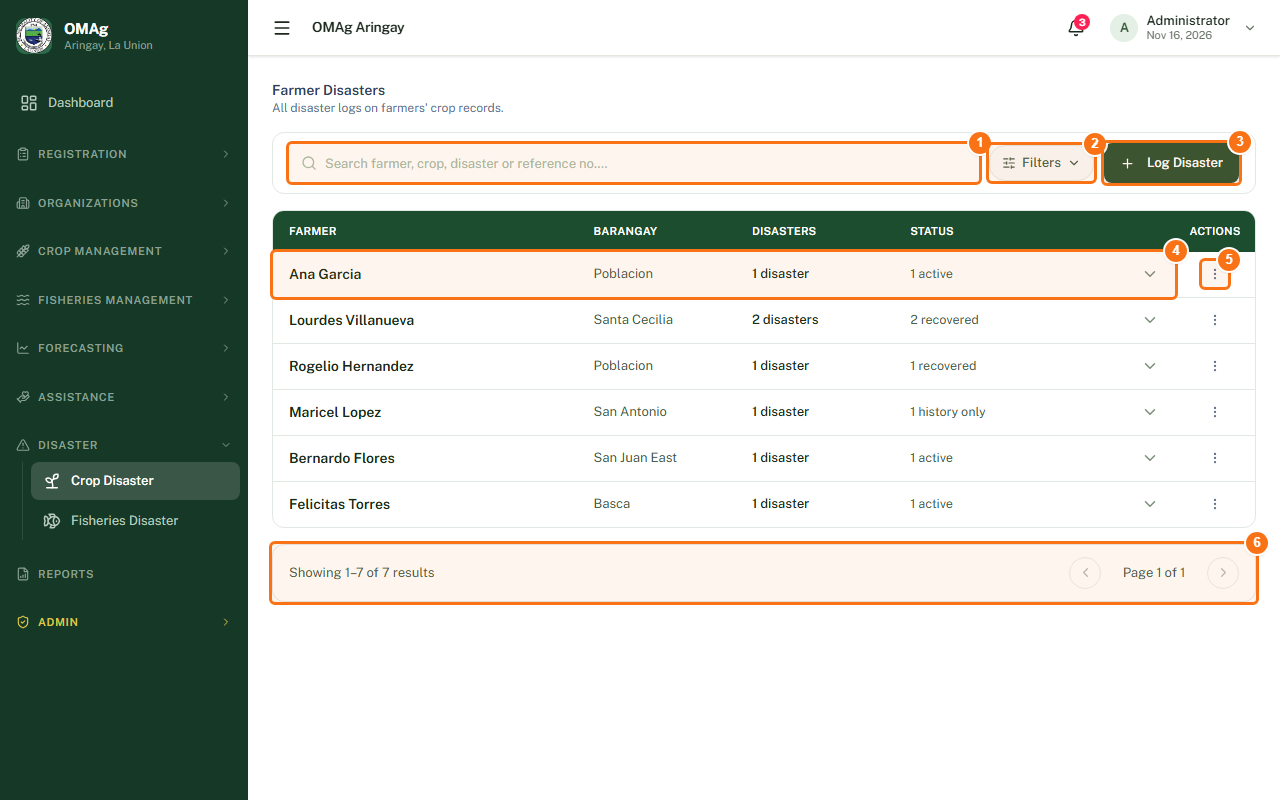 OMAg
Aringay, La Union
Dashboard
REGISTRATION
ORGANIZATIONS
CROP MANAGEMENT
FISHERIES MANAGEMENT
FORECASTING
ASSISTANCE
DISASTER
Crop Disaster
Fisheries Disaster
REPORTS
ADMIN
OMAg Aringay
3
A
Administrator
Nov 16, 2026
Farmer Disasters
All disaster logs on farmers' crop records.
1
2
3
Search farmer, crop, disaster or reference no....
Filters
Log Disaster
FARMER BARANGAY DISASTERS STATUS ACTIONS
4
5
Ana Garcia Poblacion 1 disaster 1 active
Lourdes Villanueva Santa Cecilia 2 disasters 2 recovered
Rogelio Hernandez Poblacion 1 disaster 1 recovered
Maricel Lopez San Antonio 1 disaster 1 history only
Bernardo Flores San Juan East 1 disaster 1 active
Felicitas Torres Basca 1 disaster 1 active
6
Showing 1–7 of 7 results
Page 1 of 1